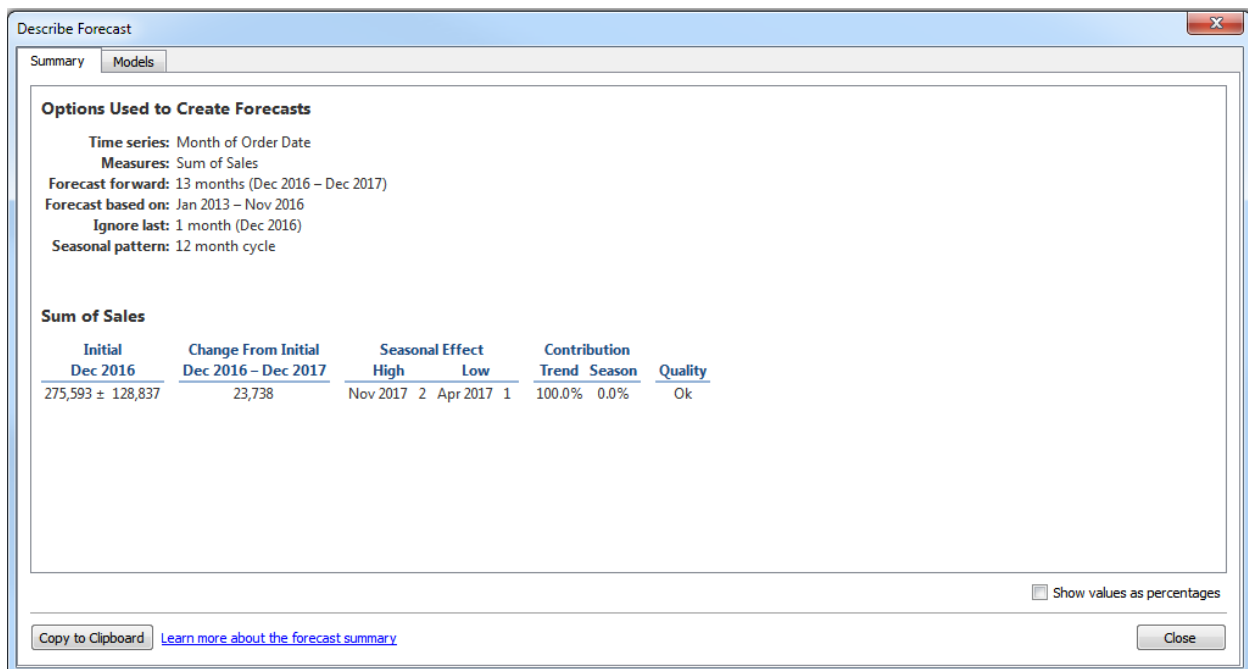 Describe Forecast
Summary Models
Options Used to Create Forecasts
Time series: Month of Order Date
Measures: Sum of Sales
Forecast forward: 13 months (Dec 2016 – Dec 2017)
Forecast based on: Jan 2013 – Nov 2016
Ignore last: 1 month (Dec 2016)
Seasonal pattern: 12 month cycle
Sum of Sales
Initial Change From Initial Seasonal Effect Contribution
Dec 2016 Dec 2016 – Dec 2017 High Low Trend Season Quality
275,593 ± 128,837 23,738 Nov 2017 2 Apr 2017 1 100.0% 0.0% Ok
Show values as percentages
Copy to Clipboard Learn more about the forecast summary Close